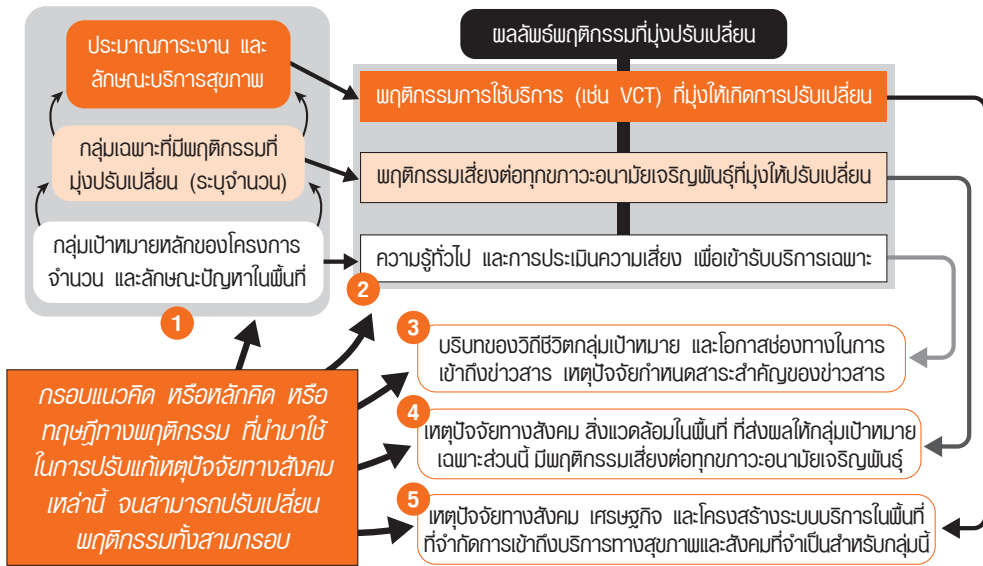 ประมาณภาระงาน และ
ลักษณะบริการสุขภาพ
กลุ่มเฉพาะที่มีพฤติกรรมที่
มุ่งปรับเปลี่ยน (ระบุจำนวน)
กลุ่มเป้าหมายหลักของโครงการ
จำนวน และลักษณะปัญหาในพื้นที่
1
ผลลัพธ์พฤติกรรมที่มุ่งปรับเปลี่ยน
พฤติกรรมการใช้บริการ (เช่น VCT) ที่มุ่งให้เกิดการปรับเปลี่ยน
พฤติกรรมเสี่ยงต่อทุกขภาวะอนามัยเจริญพันธุ์ที่มุ่งให้ปรับเปลี่ยน
ความรู้ทั่วไป และการประเมินความเสี่ยง เพื่อเข้ารับบริการเฉพาะ
2
กรอบแนวคิด หรือหลักคิด หรือ
ทฤษฎีทางพฤติกรรม ที่นำมาใช้
ในการปรับแก้เหตุปัจจัยทางสังคม
เหล่านี้ จนสามารถปรับเปลี่ยน
พฤติกรรมทั้งสามกรอบ
3
บริบทของวิถีชีวิตกลุ่มเป้าหมาย และโอกาสช่องทางในการ
เข้าถึงข่าวสาร เหตุปัจจัยกำหนดสาระสำคัญของข่าวสาร
4
เหตุปัจจัยทางสังคม สิ่งแวดล้อมในพื้นที่ ที่ส่งผลให้กลุ่มเป้าหมาย
เฉพาะส่วนนี้ มีพฤติกรรมเสี่ยงต่อทุกขภาวะอนามัยเจริญพันธุ์
5
เหตุปัจจัยทางสังคม เศรษฐกิจ และโครงสร้างระบบบริการในพื้นที่
ที่จำกัดการเข้าถึงบริการทางสุขภาพและสังคมที่จำเป็นสำหรับกลุ่มนี้